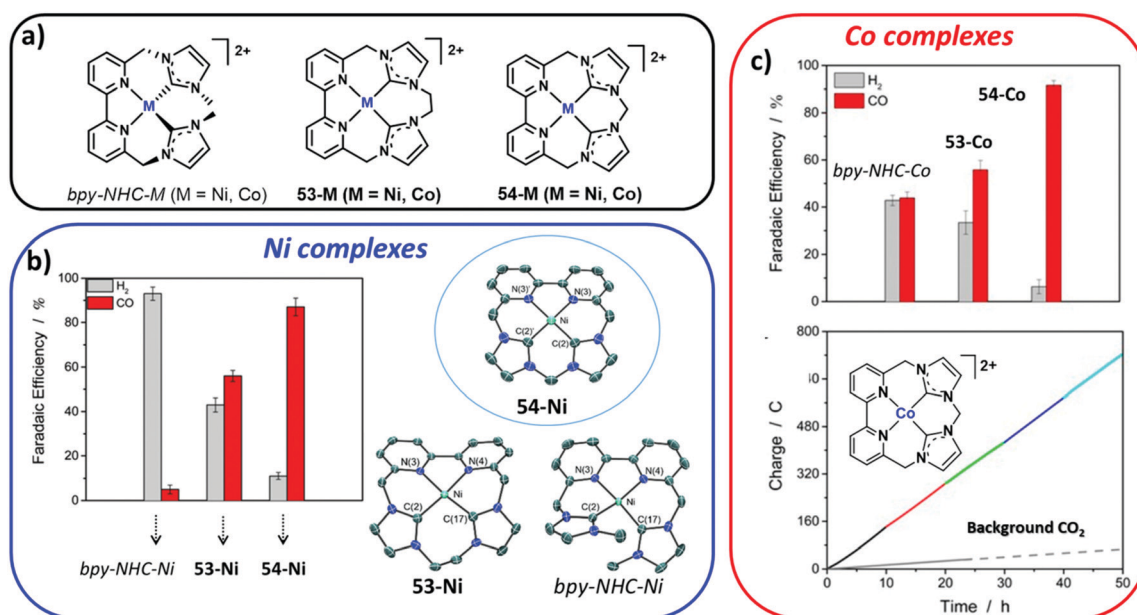 a)
2+
N
N
N
N
N
N
M
bpy-NHC-M (M = Ni, Co)
2+
N
N
N
N
N
N
M
53-M (M = Ni, Co)
2+
N
N
N
N
N
N
M
54-M (M = Ni, Co)
Ni complexes
b)
Faradaic Efficiency / %
100
80
60
40
20
0
H2
CO
bpy-NHC-Ni
53-Ni
54-Ni
N(3)'
N(3)
Ni
C(2)'
C(2)
54-Ni
N(3)
N(4)
Ni
C(2)
C(17)
53-Ni
N(3)
N(4)
Ni
C(2)
C(17)
bpy-NHC-Ni
Co complexes
c)
Faradaic Efficiency / %
100
80
60
40
20
0
H2
CO
bpy-NHC-Co
53-Co
54-Co
Charge / C
800
480
320
160
0
2+
N
N
N
N
N
N
Co
Background CO2
0
10
20
30
40
50
Time / h